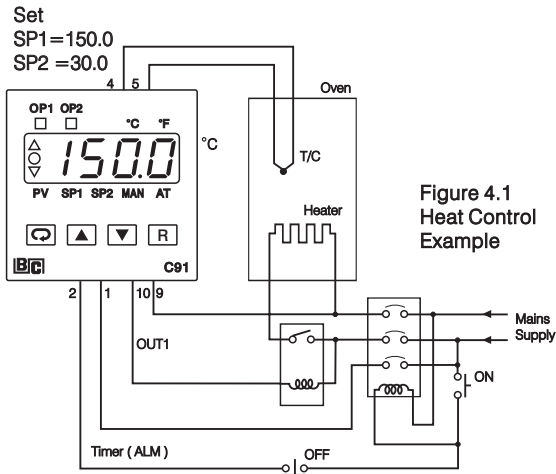 Set
SP1=150.0
SP2 =30.0
4 5
OP1 OP2
°C °F
150.0
°C
PV SP1 SP2 MAN AT
R
BC C91
2 1 10 9
OUT1
Timer ( ALM )
Oven
T/C
Heater
Figure 4.1
Heat Control
Example
Mains
Supply
ON
OFF